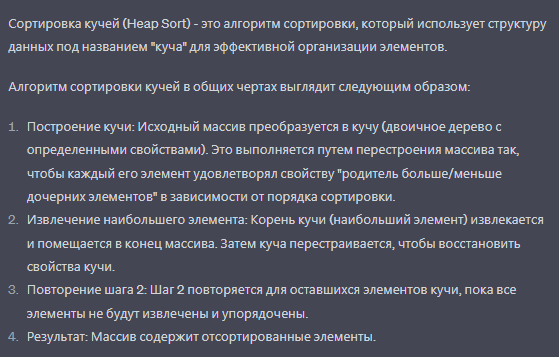 Сортировка кучей (Heap Sort) - это алгоритм сортировки, который использует структуру
данных под названием "куча" для эффективной организации элементов.
Алгоритм сортировки кучей в общих чертах выглядит следующим образом:
1. Построение кучи: Исходный массив преобразуется в кучу (двоичное дерево с
определенными свойствами). Это выполняется путем перестроения массива так,
чтобы каждый его элемент удовлетворял свойству "родитель больше/меньше
дочерних элементов" в зависимости от порядка сортировки.
2. Извлечение наибольшего элемента: Корень кучи (наибольший элемент) извлекается
и помещается в конец массива. Затем куча перестраивается, чтобы восстановить
свойства кучи.
3. Повторение шага 2: Шаг 2 повторяется для оставшихся элементов кучи, пока все
элементы не будут извлечены и упорядочены.
4. Результат: Массив содержит отсортированные элементы.